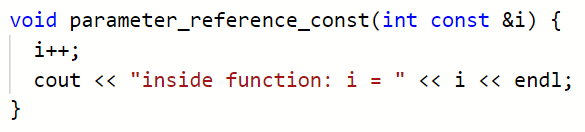 void parameter_reference_const(int const &i) {
  i++;
  cout << "inside function: i = " << i << endl;
}